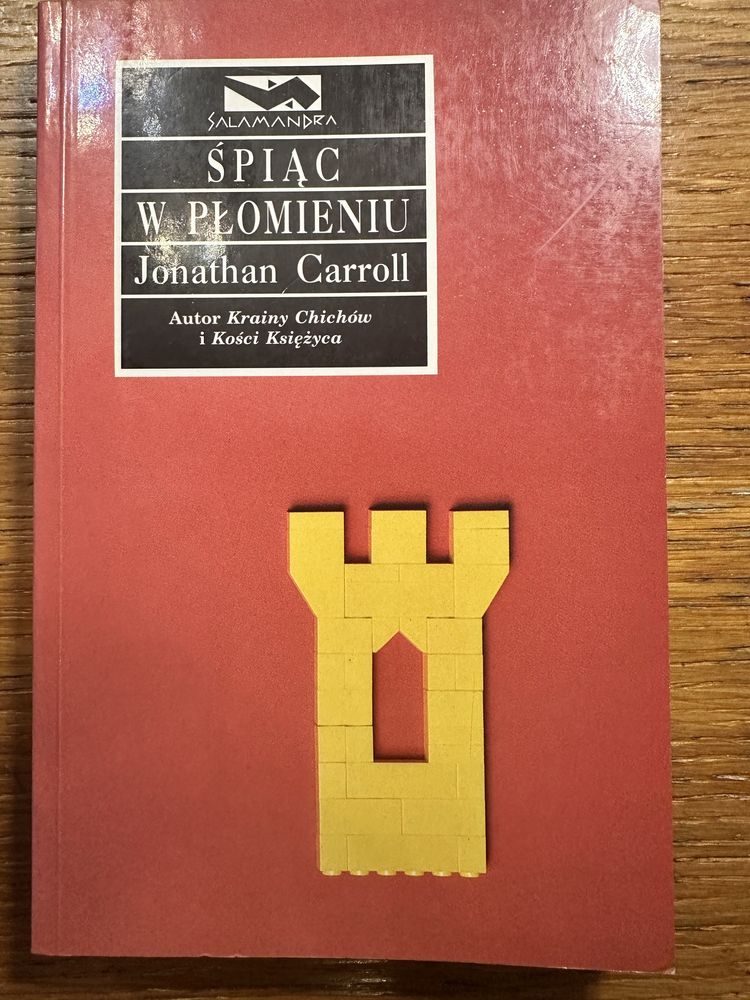 SALAMANDRA
ŚPIĄC
W PŁOMIENIU
Jonathan Carroll
Autor Krainy Chichów
i Kości Księżyca